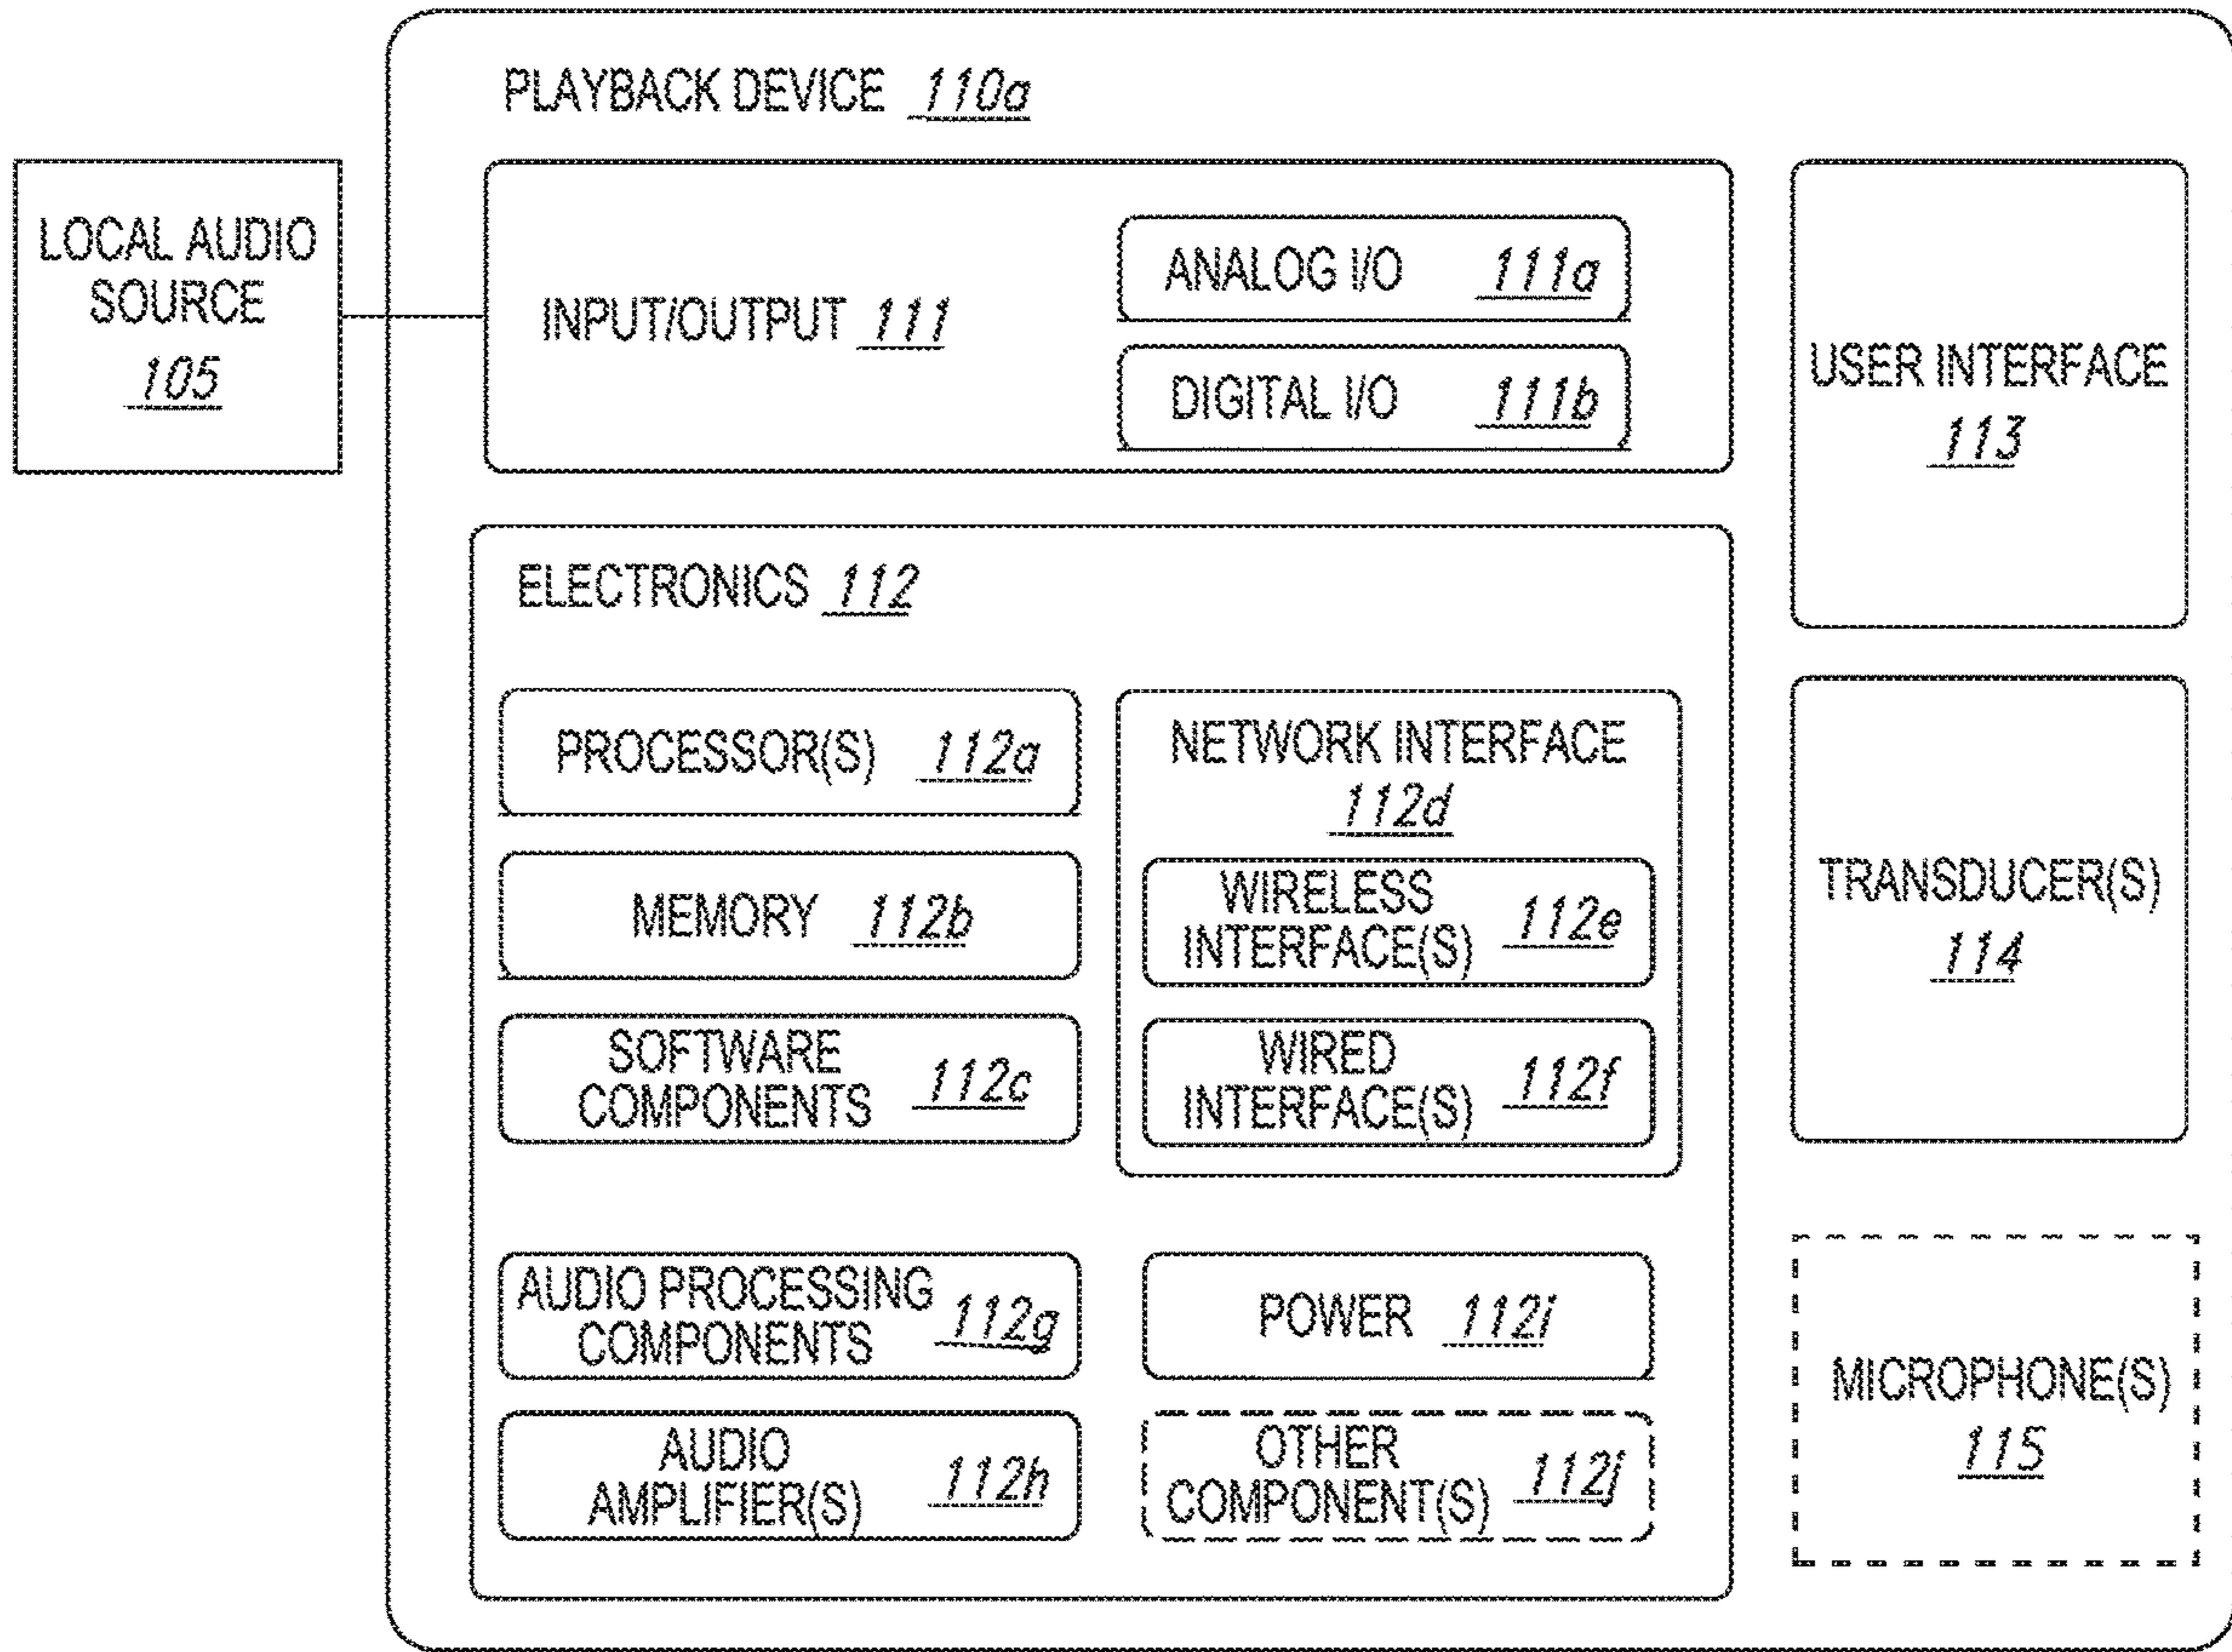 PLAYBACK DEVICE 110a
LOCAL AUDIO
SOURCE
105
INPUT/OUTPUT 111
ANALOG I/O 111a
DIGITAL I/O 111b
USER INTERFACE
113
ELECTRONICS 112
PROCESSOR(S) 112a
MEMORY 112b
SOFTWARE
COMPONENTS 112c
NETWORK INTERFACE
112d
WIRELESS
INTERFACE(S) 112e
WIRED
INTERFACE(S) 112f
TRANSDUCER(S)
114
AUDIO PROCESSING
COMPONENTS 112g
AUDIO
AMPLIFIER(S) 112h
POWER 112i
OTHER
COMPONENT(S) 112j
MICROPHONE(S)
115